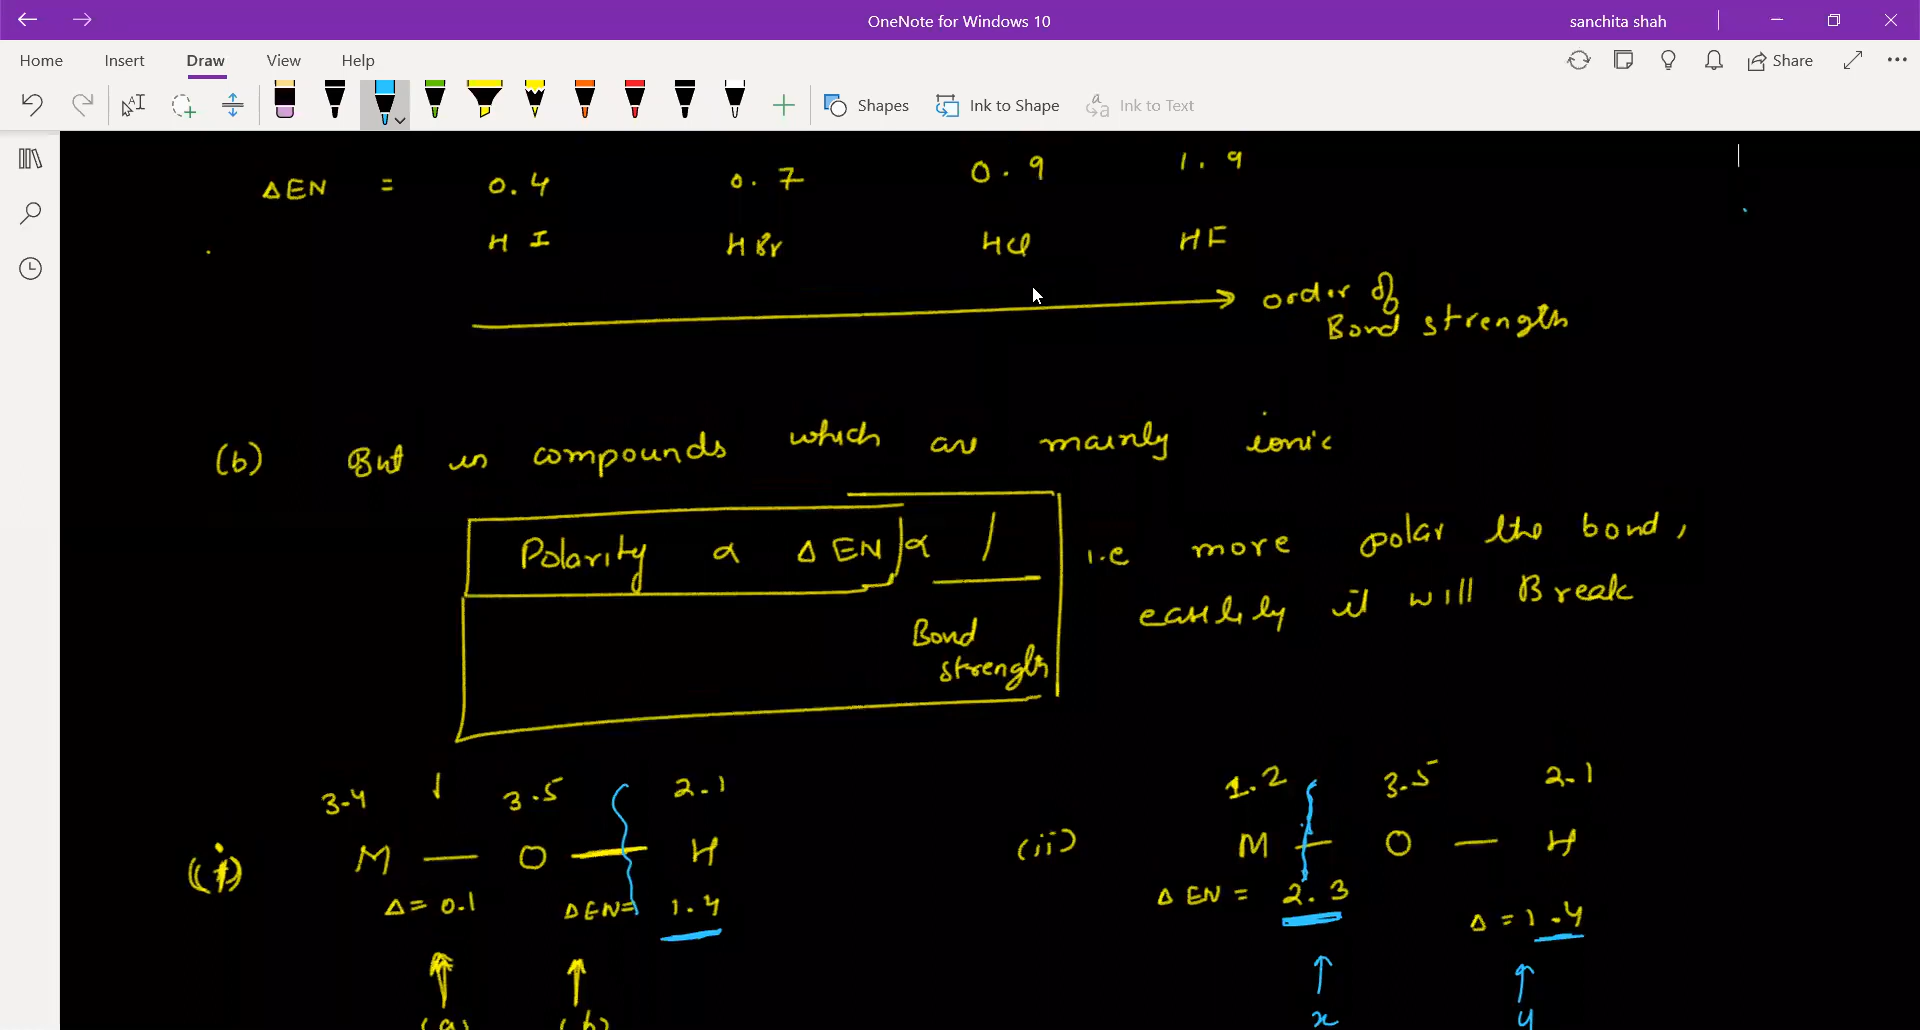 OneNote for Windows 10
sanchita shah
Home Insert Draw View Help
Share
Shapes Ink to Shape Ink to Text
ΔEN = 0.4 0.7 0.9 1.9
HI HBr HCl HF
order of
Bond strength
(b) But in compounds which are mainly ionic
Polarity ∝ ΔEN ∝ 1
Bond
strength
i.e more polar the bond,
easlily it will Break
3.4 3.5 2.1
(i) M — O — H
Δ = 0.1 ΔEN = 1.4
(a) (b)
1.2 3.5 2.1
(ii) M — O — H
ΔEN = 2.3 Δ = 1.4
x y